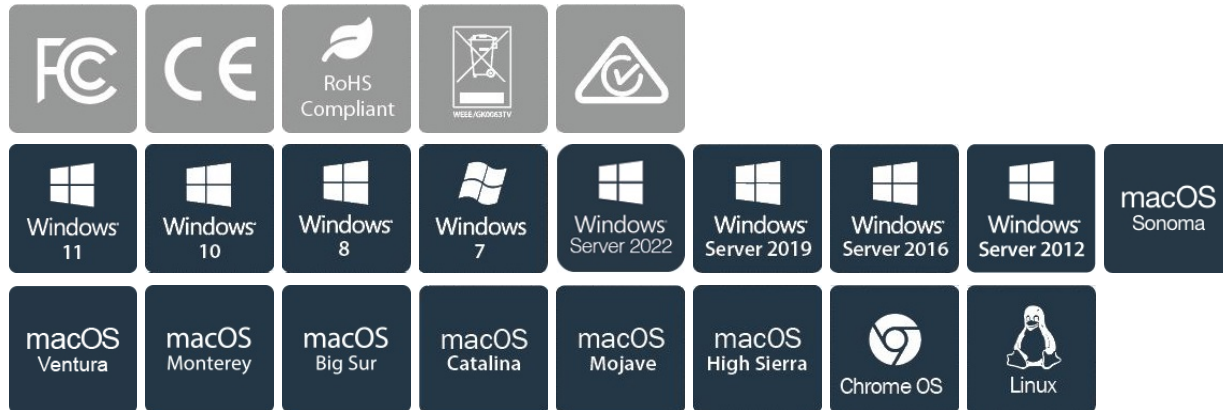 FC
CE
RoHS
Compliant
WEEE/GK0063TV
Windows
11
Windows
10
Windows
8
Windows
7
Windows
Server 2022
Windows
Server 2019
Windows
Server 2016
Windows
Server 2012
macOS
Sonoma
macOS
Ventura
macOS
Monterey
macOS
Big Sur
macOS
Catalina
macOS
Mojave
macOS
High Sierra
Chrome OS
Linux